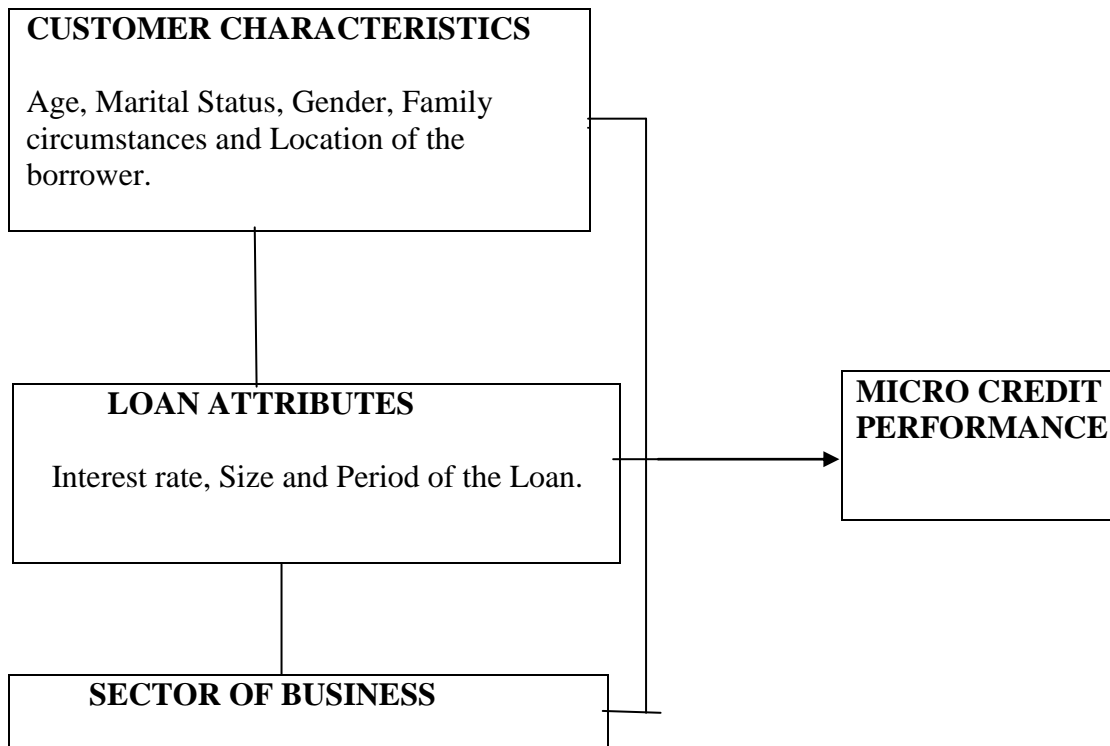 CUSTOMER CHARACTERISTICS
Age, Marital Status, Gender, Family
circumstances and Location of the
borrower.
LOAN ATTRIBUTES
Interest rate, Size and Period of the Loan.
MICRO CREDIT
PERFORMANCE
SECTOR OF BUSINESS